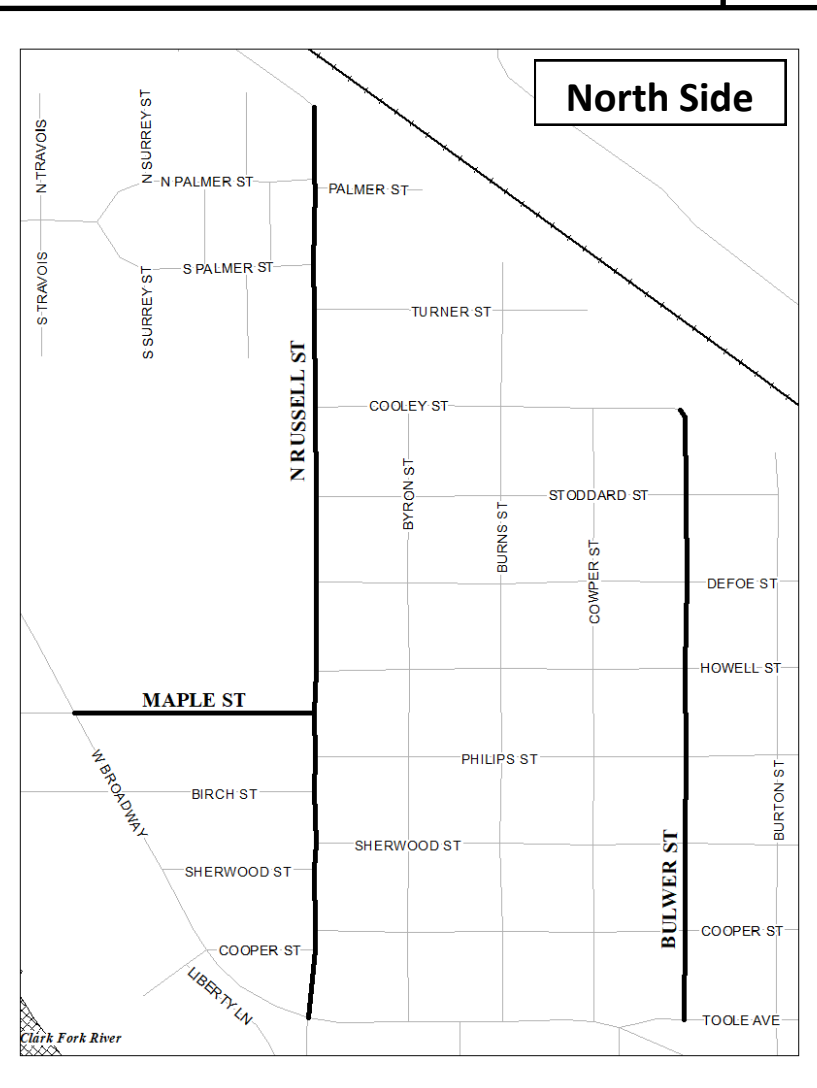 North Side
N TRAVOIS
N SURREY ST
N PALMER ST
PALMER ST
S TRAVOIS
S SURREY ST
S PALMER ST
TURNER ST
N RUSSELL ST
COOLEY ST
BYRON ST
STODDARD ST
BURNS ST
COWPER ST
DEFOE ST
HOWELL ST
MAPLE ST
W BROADWAY
PHILIPS ST
BURTON ST
BIRCH ST
SHERWOOD ST
BULWER ST
SHERWOOD ST
COOPER ST
COOPER ST
LIBERTY LN
TOOLE AVE
Clark Fork River